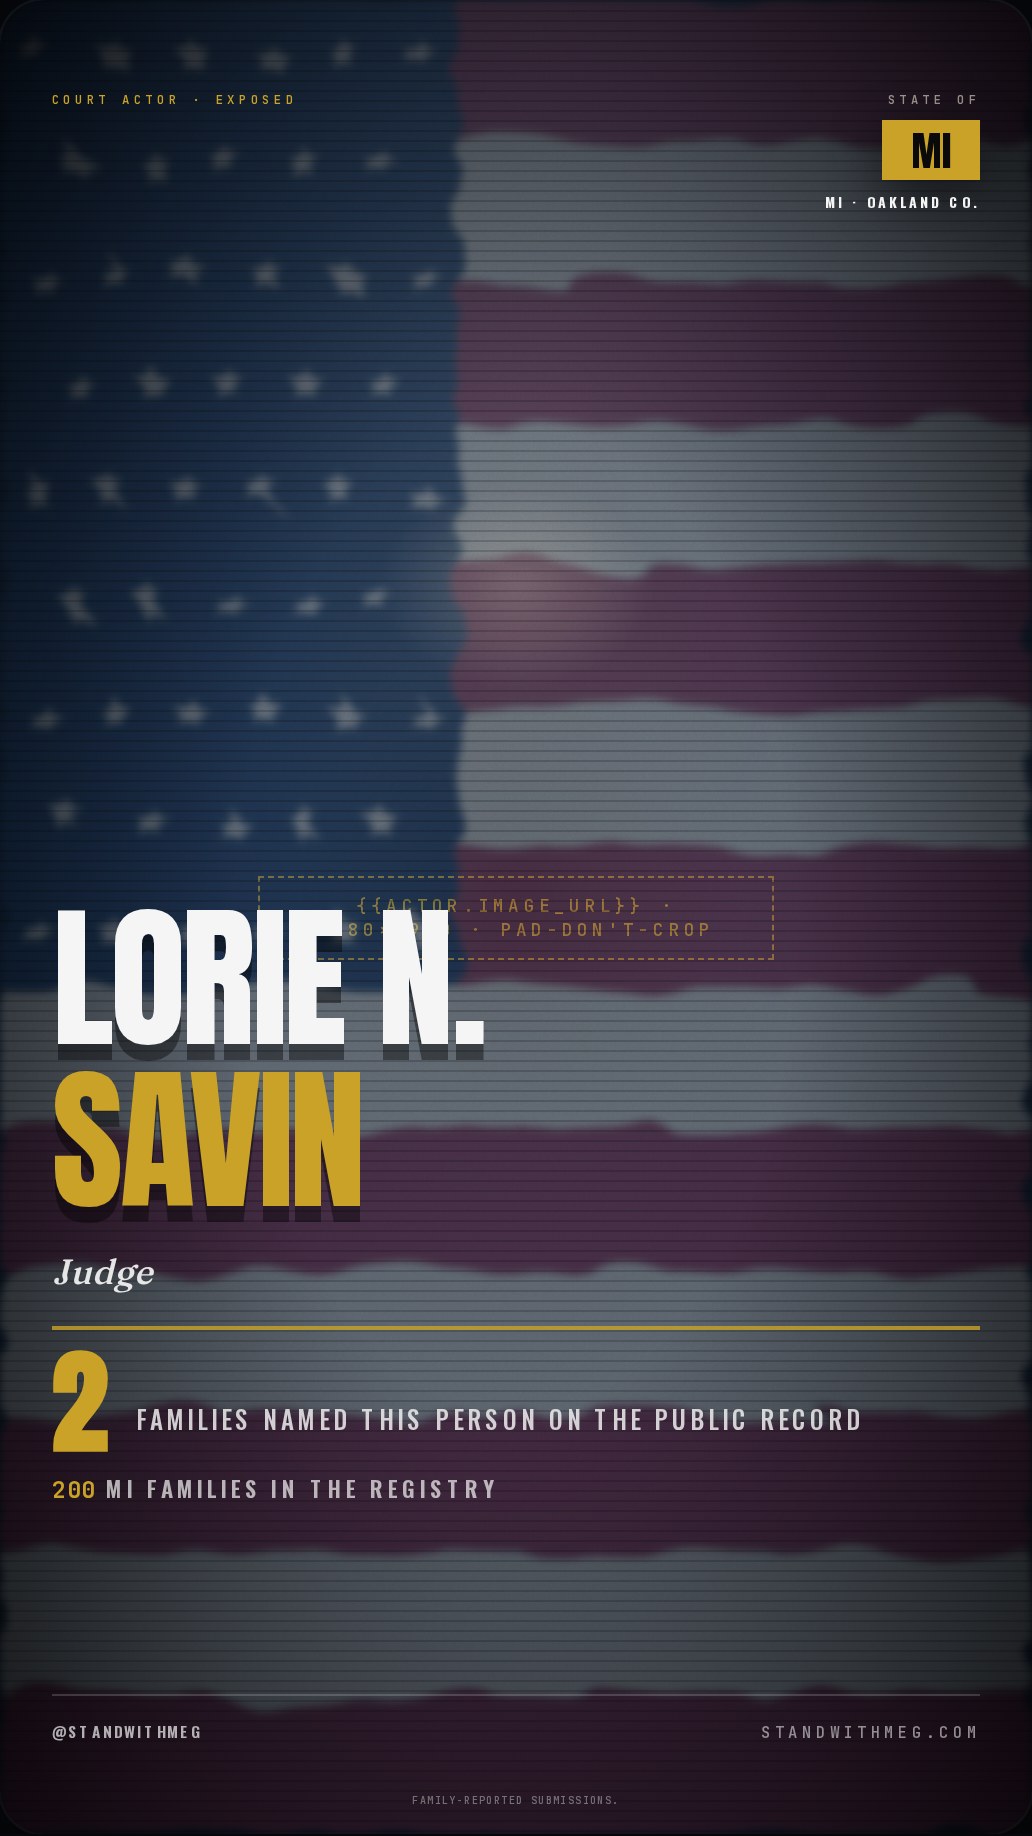 COURT ACTOR · EXPOSED
STATE OF
MI
MI · OAKLAND CO.
{{ACTOR.IMAGE_URL}} ·
· PAD-DON'T-CROP
LORIE N.
SAVIN
Judge
2 FAMILIES NAMED THIS PERSON ON THE PUBLIC RECORD
200 MI FAMILIES IN THE REGISTRY
@STANDWITHMEG
STANDWITHMEG.COM
FAMILY-REPORTED SUBMISSIONS.